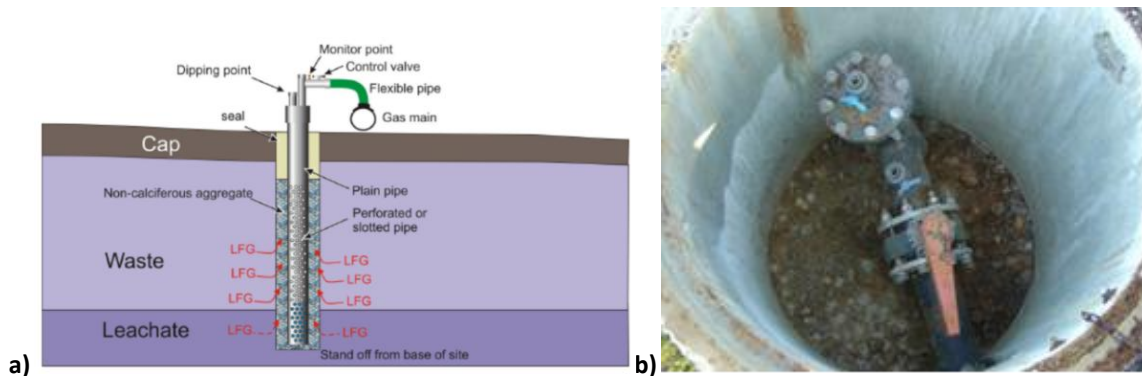 Monitor point
Control valve
Dipping point
Flexible pipe
seal
Gas main
Cap
Plain pipe
Non-calciferous aggregate
Perforated or
slotted pipe
LFG
LFG
LFG
LFG
Waste
LFG
LFG
LFG
LFG
Leachate
Stand off from base of site
a)
b)